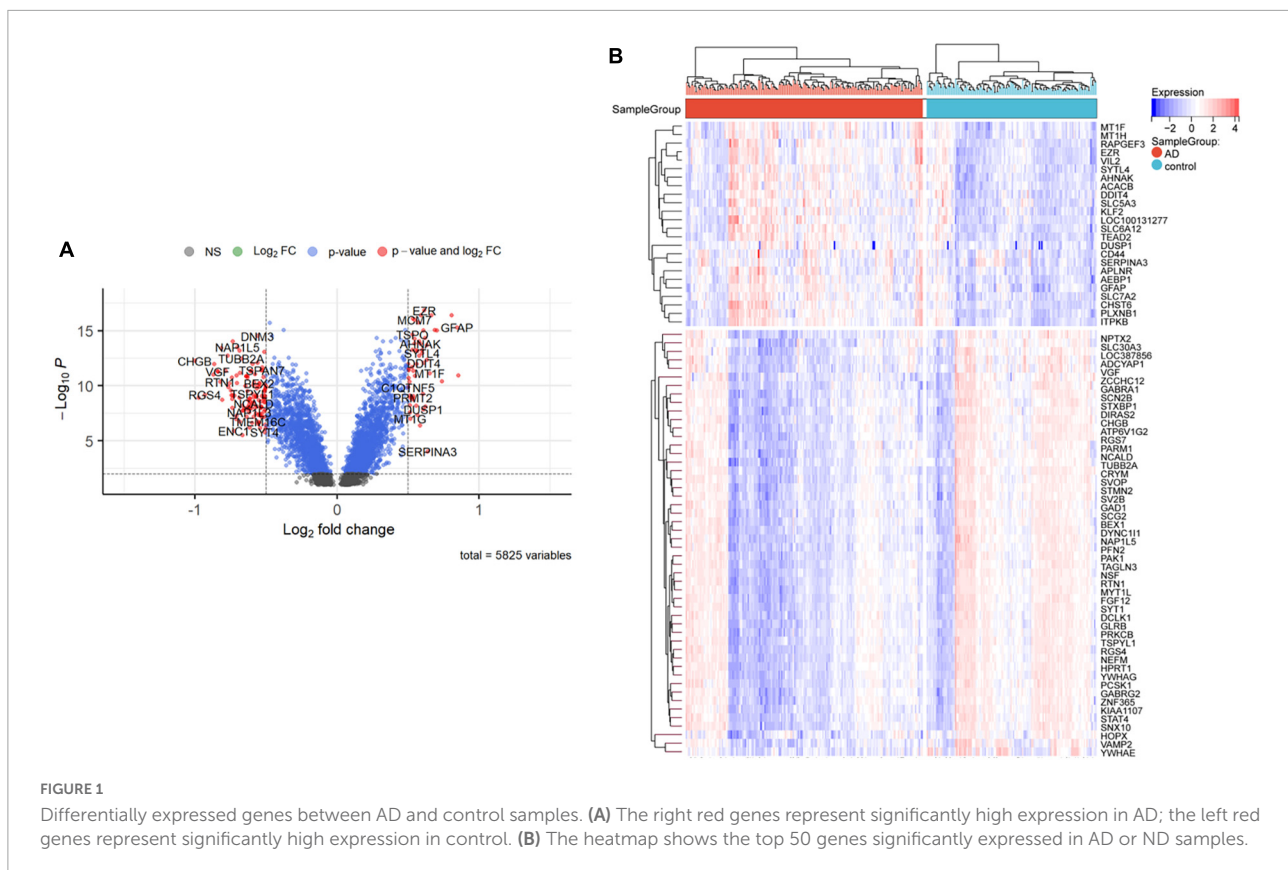 B
Expression
−2 0 2 4
SampleGroup:
AD
control
SampleGroup
MT1F
MT1H
RAPGEF3
EZR
VIL2
SYTL4
AHNAK
ACACB
DDIT4
SLC5A3
KLF2
LOC100131277
SLC6A12
TEAD2
DUSP1
CD44
SERPINA3
APLNR
AEBP1
GFAP
SLC7A2
CHST6
PLXNB1
ITPKB
NPTX2
SLC30A3
LOC387856
ADCYAP1
VGF
ZCCHC12
GABRA1
SCN2B
STXBP1
DIRAS2
CHGB
ATP6V1G2
RGS7
PARM1
NCALD
TUBB2A
CRYM
SVOP
STMN2
SV2B
GAD1
SCG2
BEX1
DYNC1I1
NAP1L5
PFN2
PAK1
TAGLN3
NSF
RTN1
MYT1L
FGF12
SYT1
DCLK1
GLRB
PRKCB
TSPYL1
RGS4
NEFM
HPRT1
YWHAG
PCSK1
GABRG2
ZNF365
KIAA1107
STAT4
SNX10
HOPX
VAMP2
YWHAE
A
NS Log2 FC p-value p − value and log2 FC
−Log10 P
15
10
5
EZR
MCM7
GFAP
DNM3
TSPO
NAP1L5
AHNAK
CHGB
TUBB2A
SYTL4
VGF
TSPAN7
DDIT4
MT1F
RTN1
BEX2
C1QTNF5
RGS4
TSPYL1
PRMT2
NCALD
DUSP1
NAP1L3
MT1G
TMEM16C
ENC1
SYT4
SERPINA3
-1 0 1
Log2 fold change
total = 5825 variables
FIGURE 1
Differentially expressed genes between AD and control samples. (A) The right red genes represent significantly high expression in AD; the left red
genes represent significantly high expression in control. (B) The heatmap shows the top 50 genes significantly expressed in AD or ND samples.